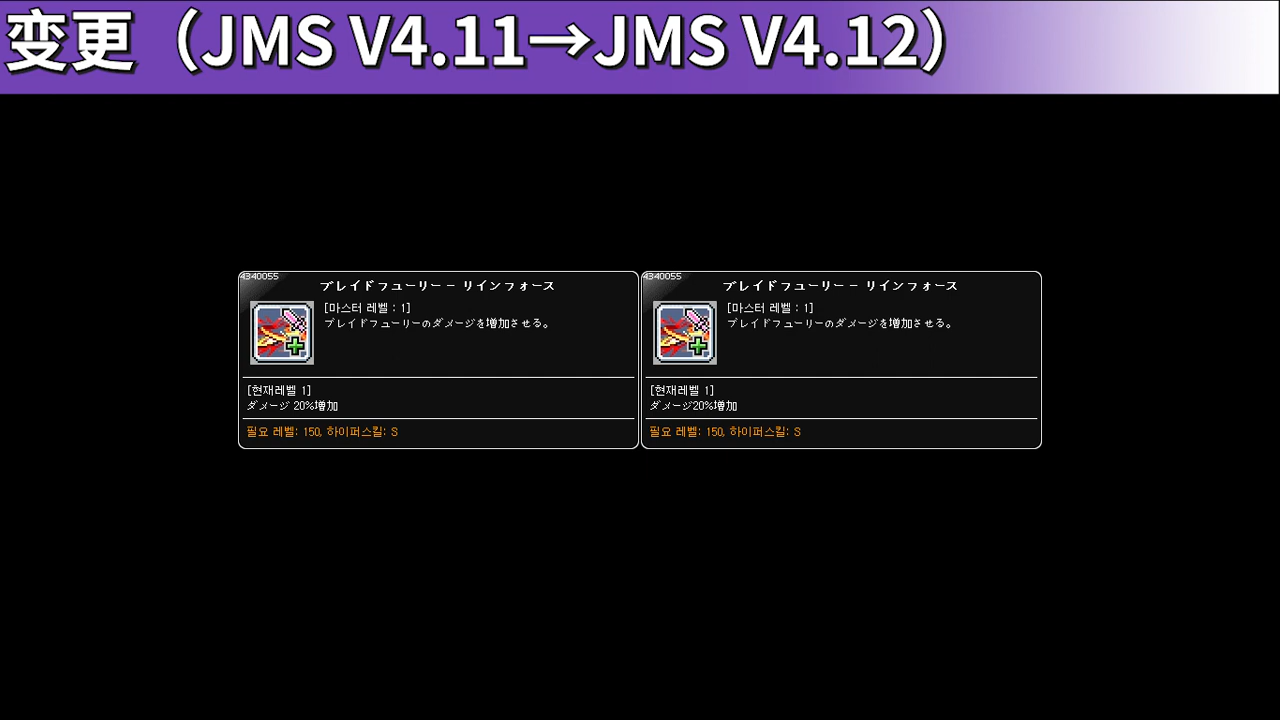 变更（JMS V4.11→JMS V4.12）
4340055
ブレイドフューリー － リインフォース
[마스터 레벨 : 1]
ブレイドフューリーのダメージを増加させる。
[현재레벨 1]
ダメージ 20%増加
필요 레벨: 150, 하이퍼스킬: S
4340055
ブレイドフューリー － リインフォース
[마스터 레벨 : 1]
ブレイドフューリーのダメージを増加させる。
[현재레벨 1]
ダメージ20%増加
필요 레벨: 150, 하이퍼스킬: S